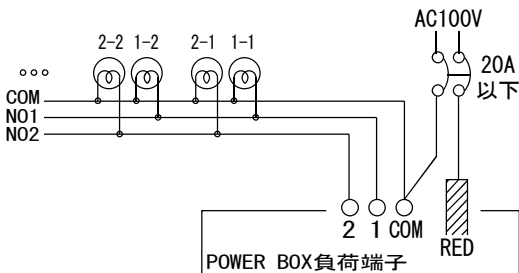 AC100V
2-2 1-2 2-1 1-1
20A
以下
COM
NO1
NO2
2 1 COM
RED
POWER BOX負荷端子